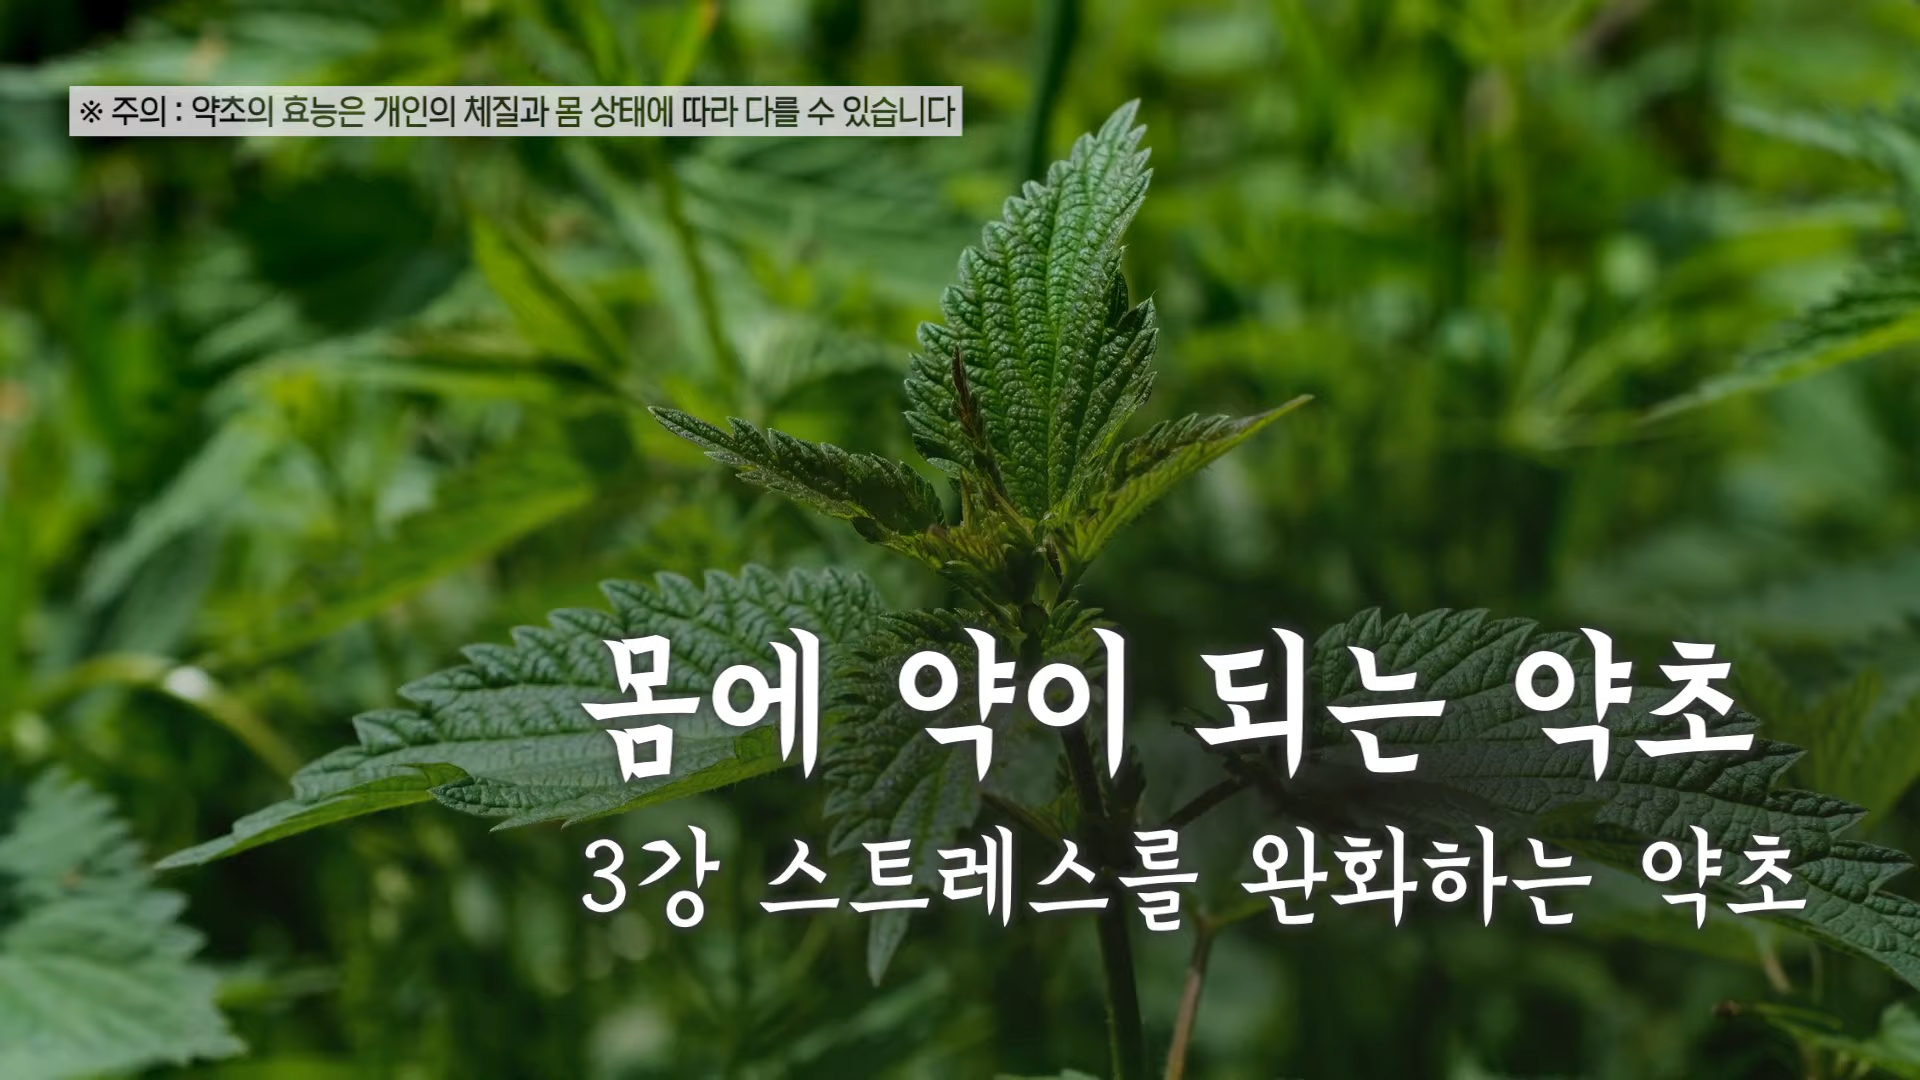 ※ 주의 : 약초의 효능은 개인의 체질과 몸 상태에 따라 다를 수 있습니다
몸에 약이 되는 약초
3강 스트레스를 완화하는 약초